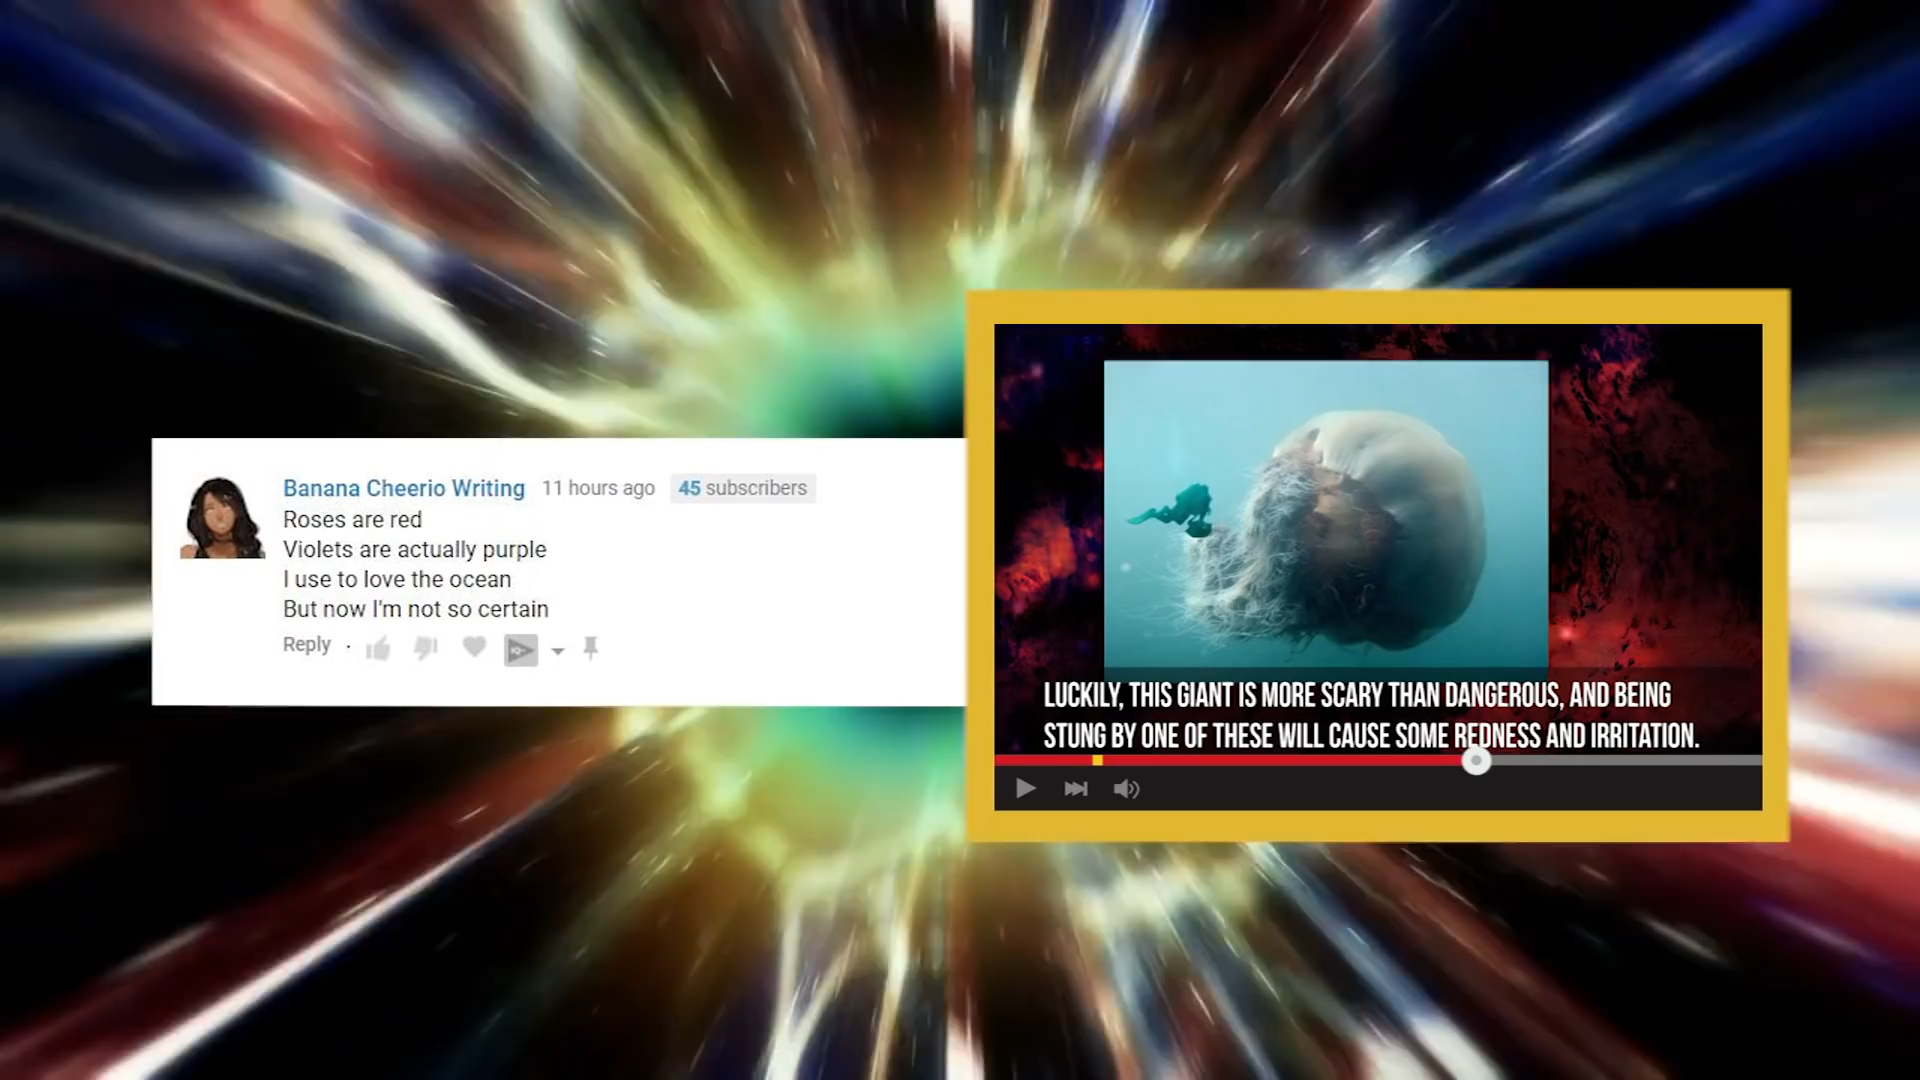 Banana Cheerio Writing 11 hours ago 45 subscribers
Roses are red
Violets are actually purple
I use to love the ocean
But now I'm not so certain
Reply
LUCKILY, THIS GIANT IS MORE SCARY THAN DANGEROUS, AND BEING
STUNG BY ONE OF THESE WILL CAUSE SOME REDNESS AND IRRITATION.